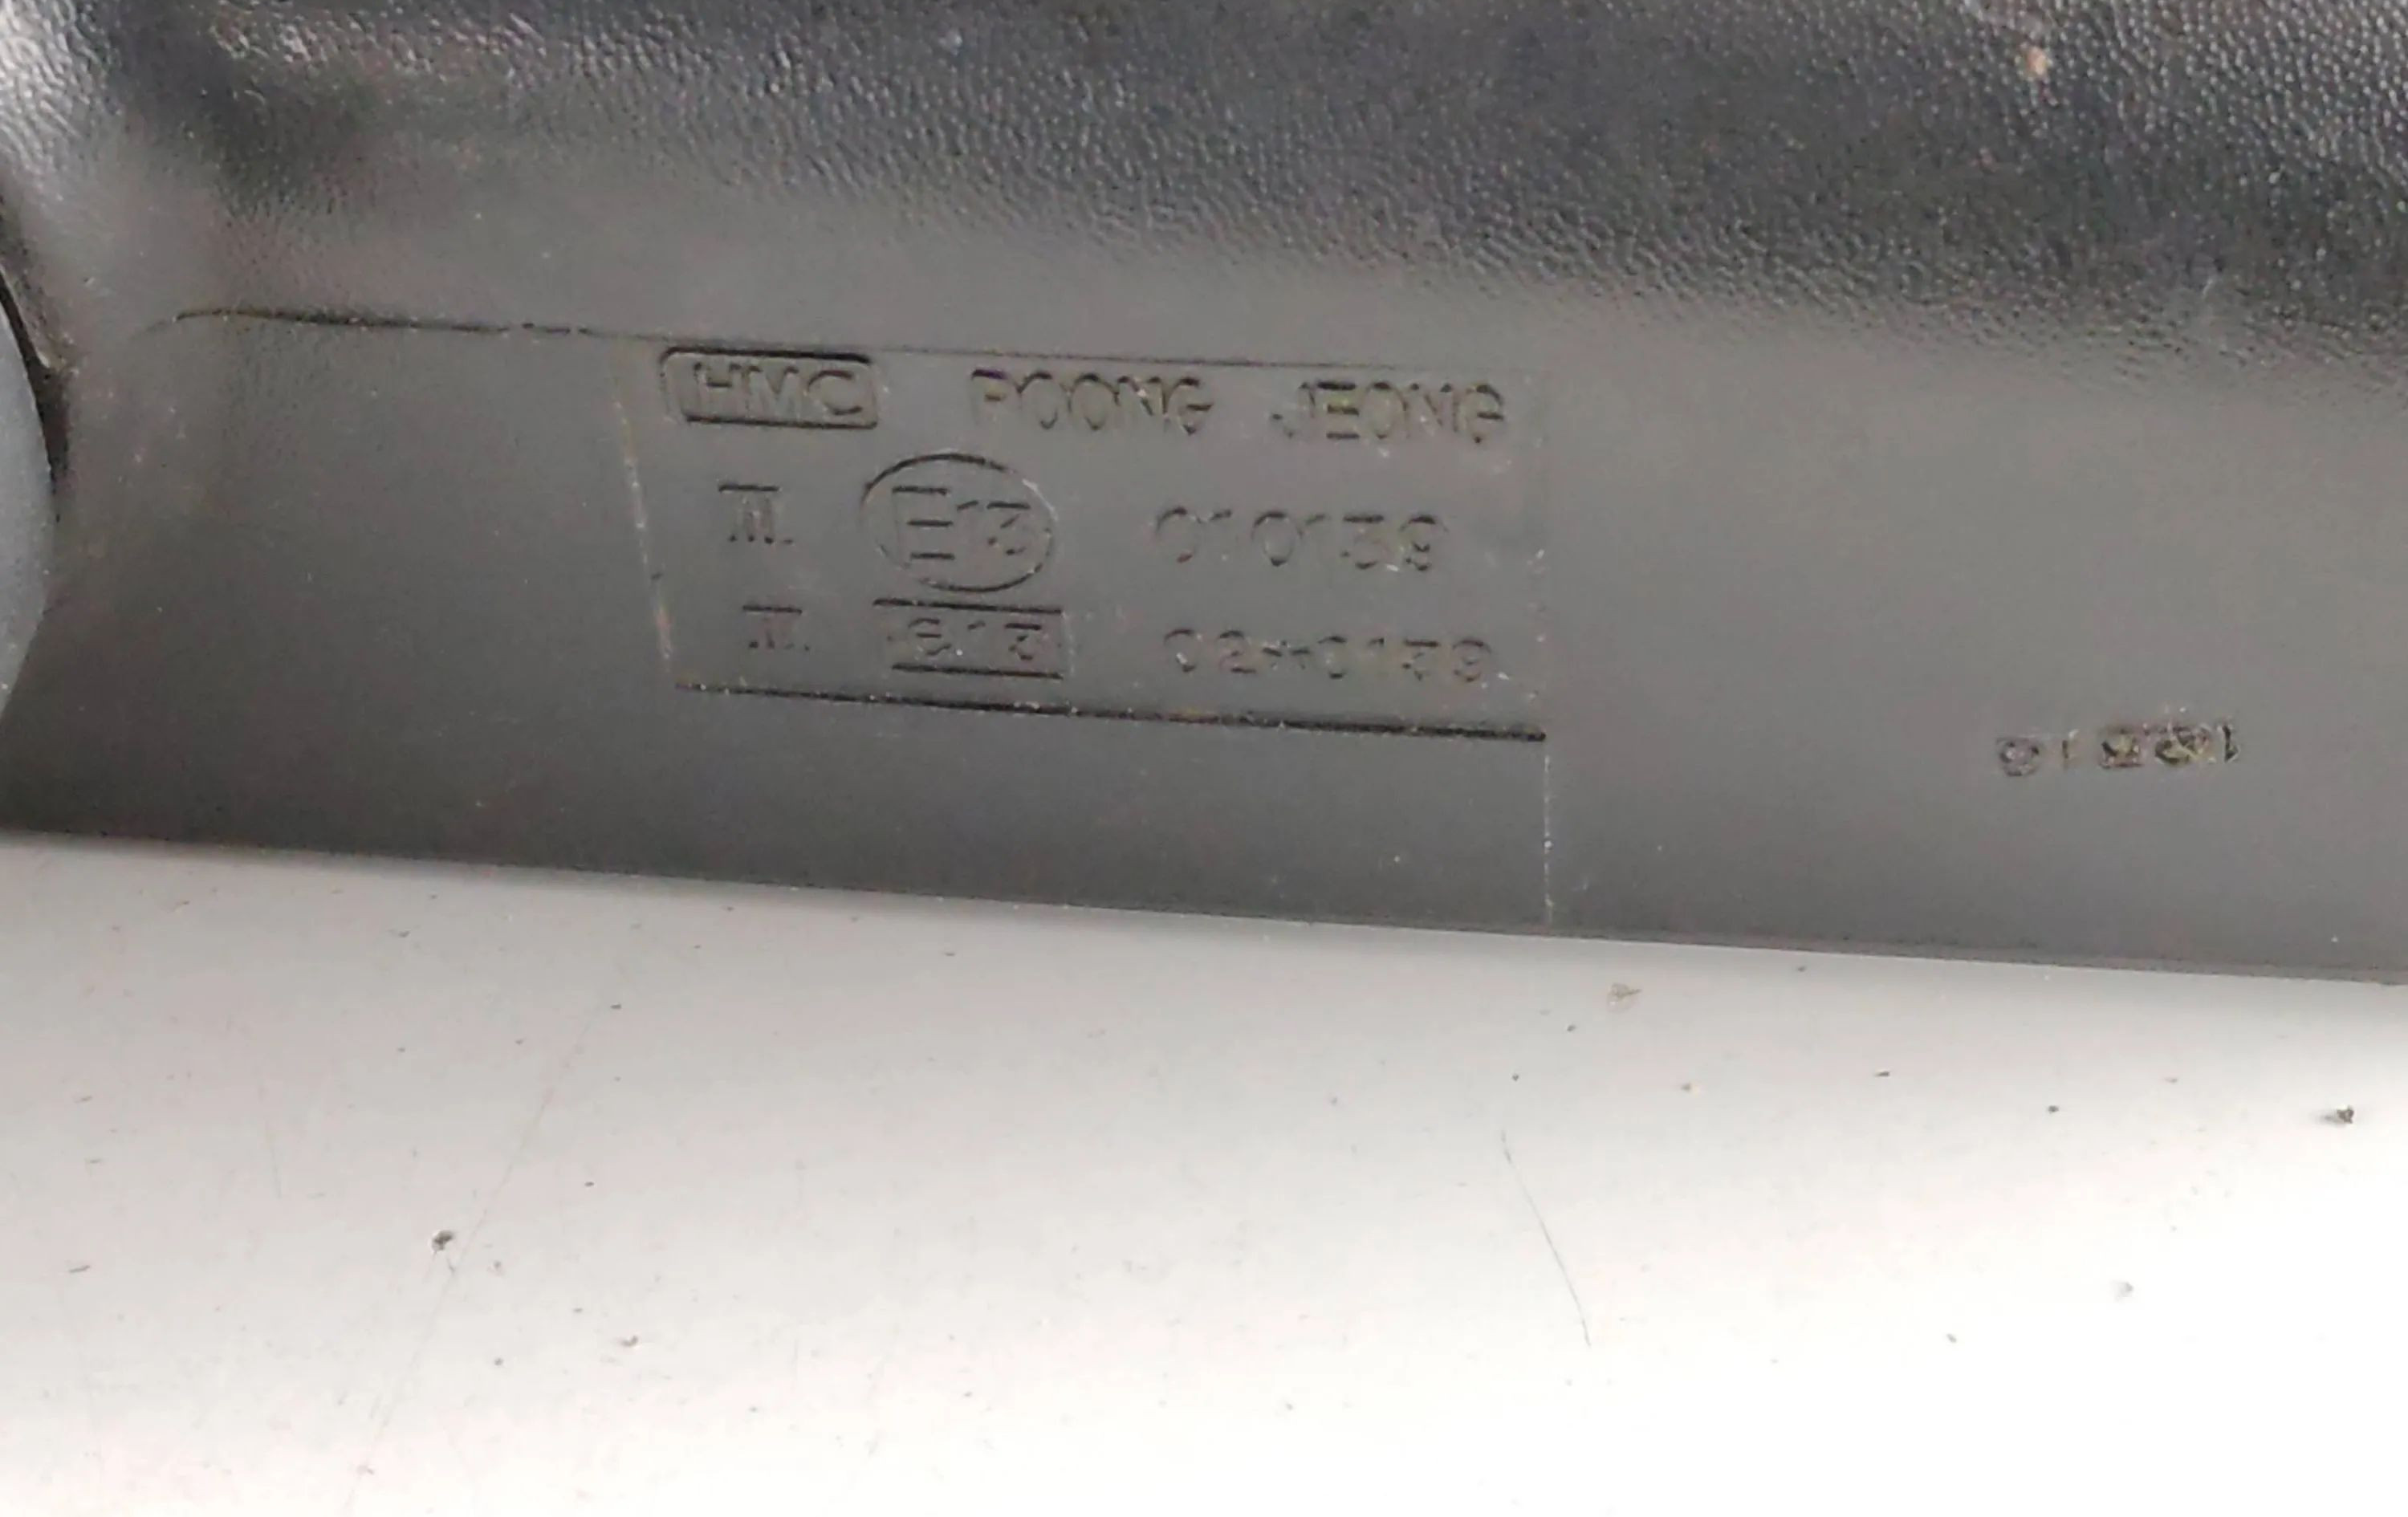 HMC POONG JEONG
III E13 010139
III e13 02*0139